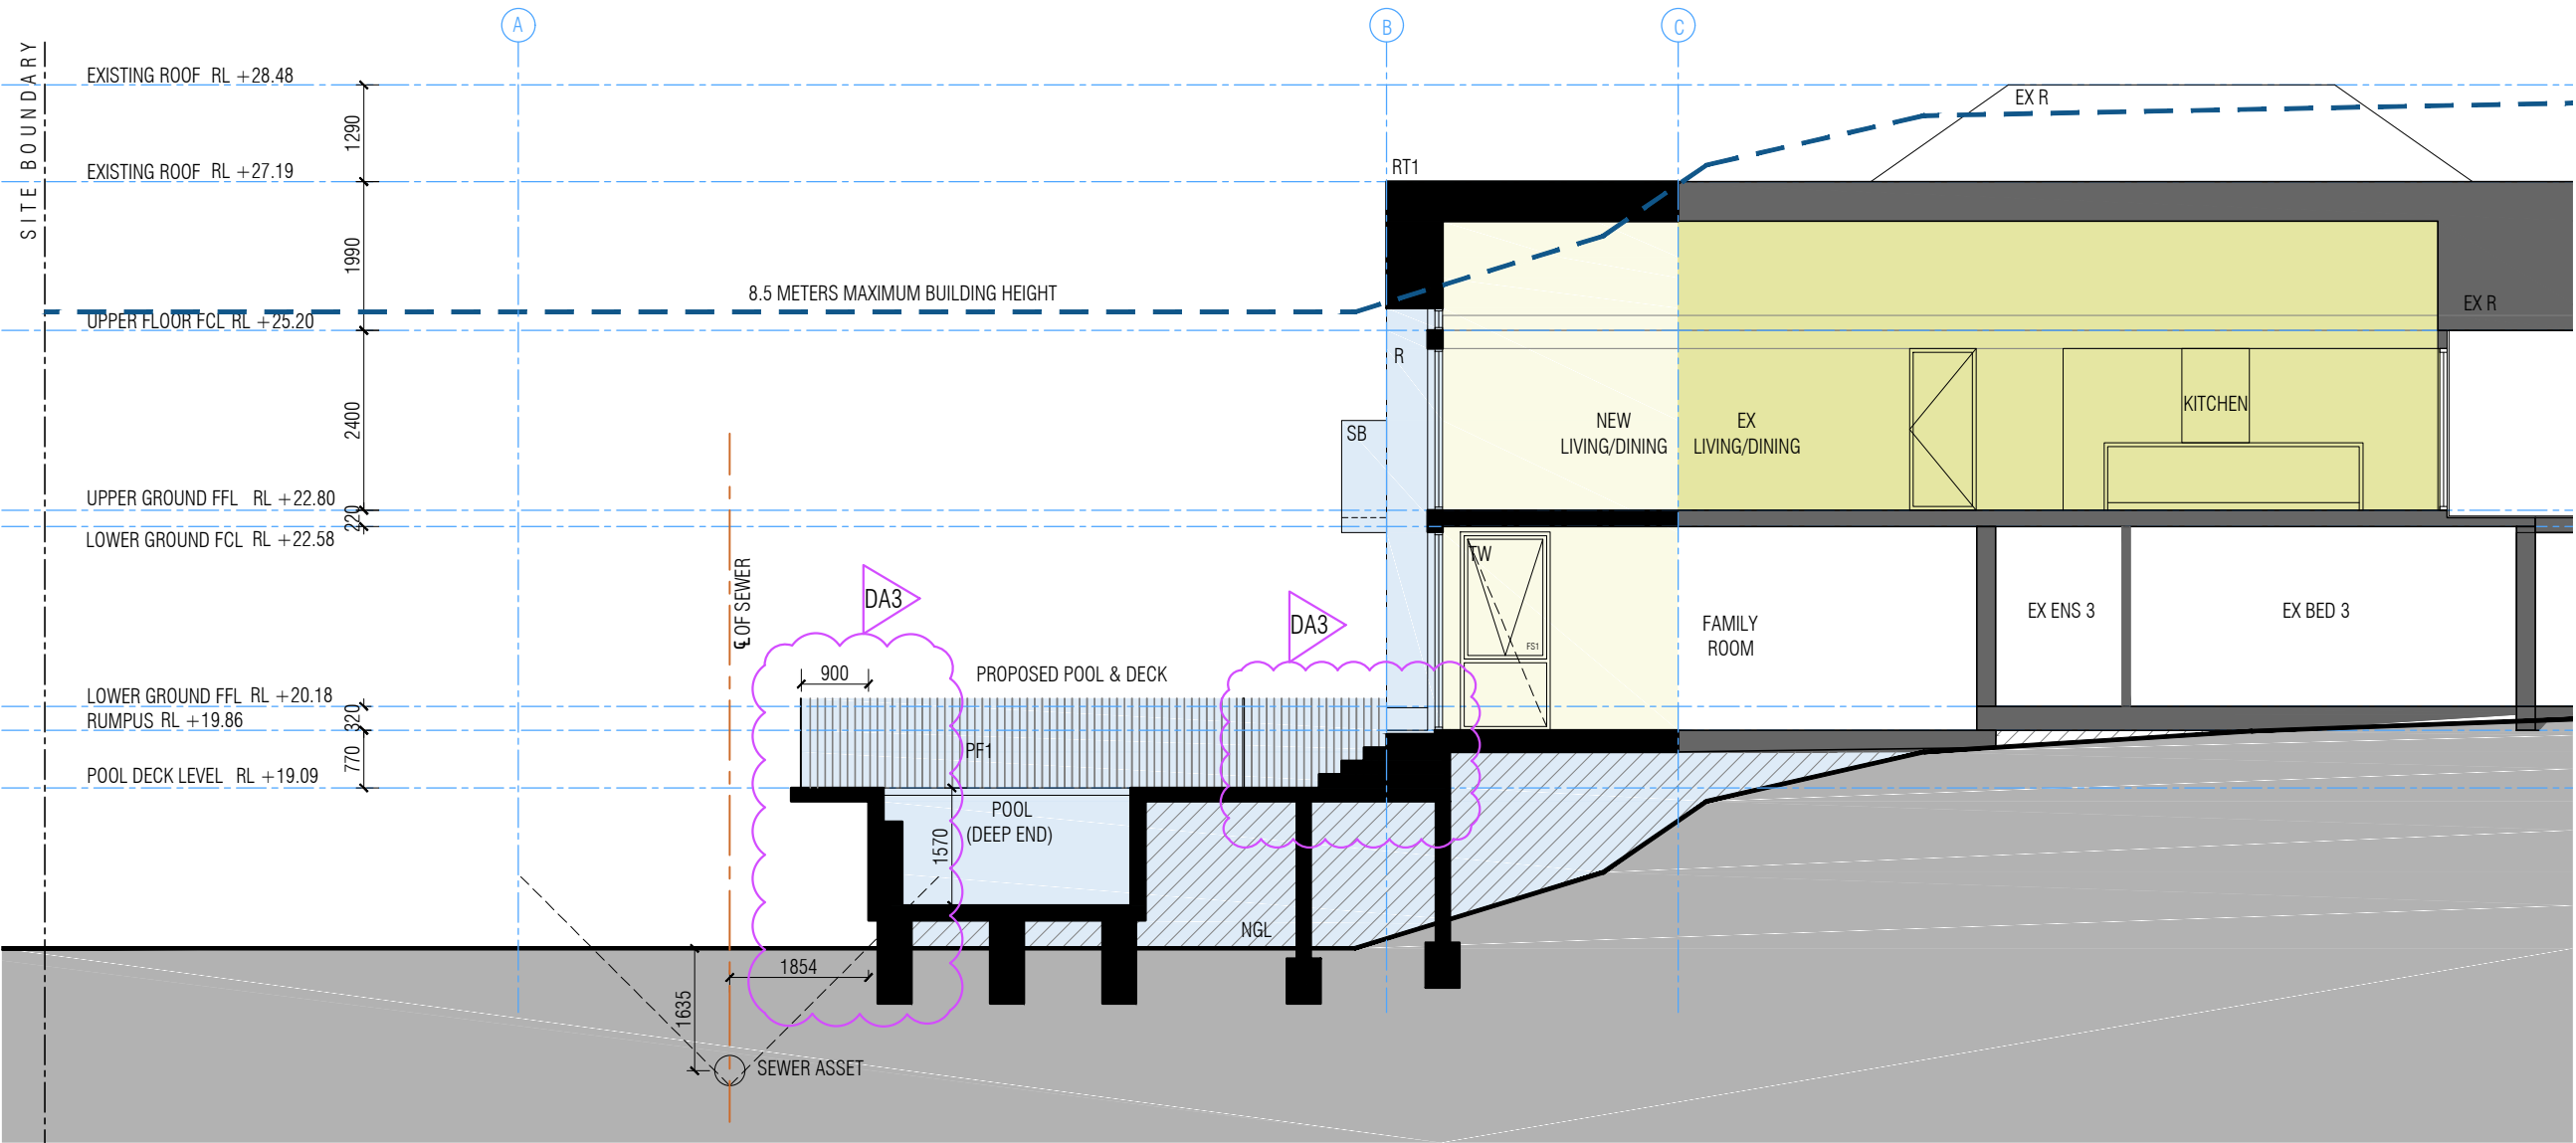 A
B
C
SITE BOUNDARY
EXISTING ROOF RL +28.48
1290
EX R
EXISTING ROOF RL +27.19
RT1
1990
8.5 METERS MAXIMUM BUILDING HEIGHT
EX R
UPPER FLOOR FCL RL +25.20
R
2400
KITCHEN
SB
NEW
LIVING/DINING
EX
LIVING/DINING
UPPER GROUND FFL RL +22.80
220
LOWER GROUND FCL RL +22.58
TW
℄ OF SEWER
DA3
DA3
FS1
FAMILY
ROOM
EX ENS 3
EX BED 3
900
PROPOSED POOL & DECK
LOWER GROUND FFL RL +20.18
320
RUMPUS RL +19.86
PF1
770
POOL DECK LEVEL RL +19.09
POOL
(DEEP END)
1570
NGL
1854
1635
SEWER ASSET